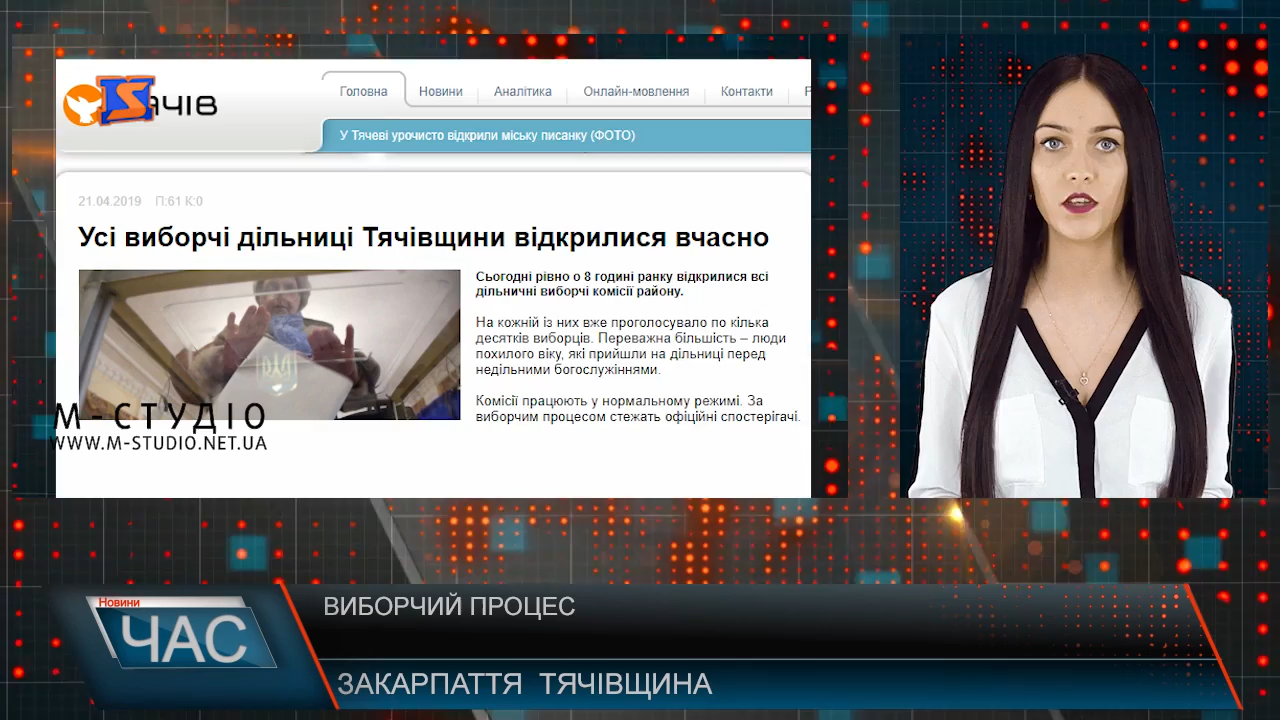 S
ячів
Головна
Новини
Аналітика
Онлайн-мовлення
Контакти
У Тячеві урочисто відкрили міську писанку (ФОТО)
21.04.2019 П:61 К:0
Усі виборчі дільниці Тячівщини відкрилися вчасно
Сьогодні рівно о 8 годині ранку відкрилися всі
дільничні виборчі комісії району.
На кожній із них вже проголосувало по кілька
десятків виборців. Переважна більшість – люди
похилого віку, які прийшли на дільниці перед
недільними богослужіннями.
Комісії працюють у нормальному режимі. За
виборчим процесом стежать офіційні спостерігачі.
М-СТУДІО
WWW.M-STUDIO.NET.UA
Новини
ЧАС
ВИБОРЧИЙ ПРОЦЕС
ЗАКАРПАТТЯ ТЯЧІВЩИНА